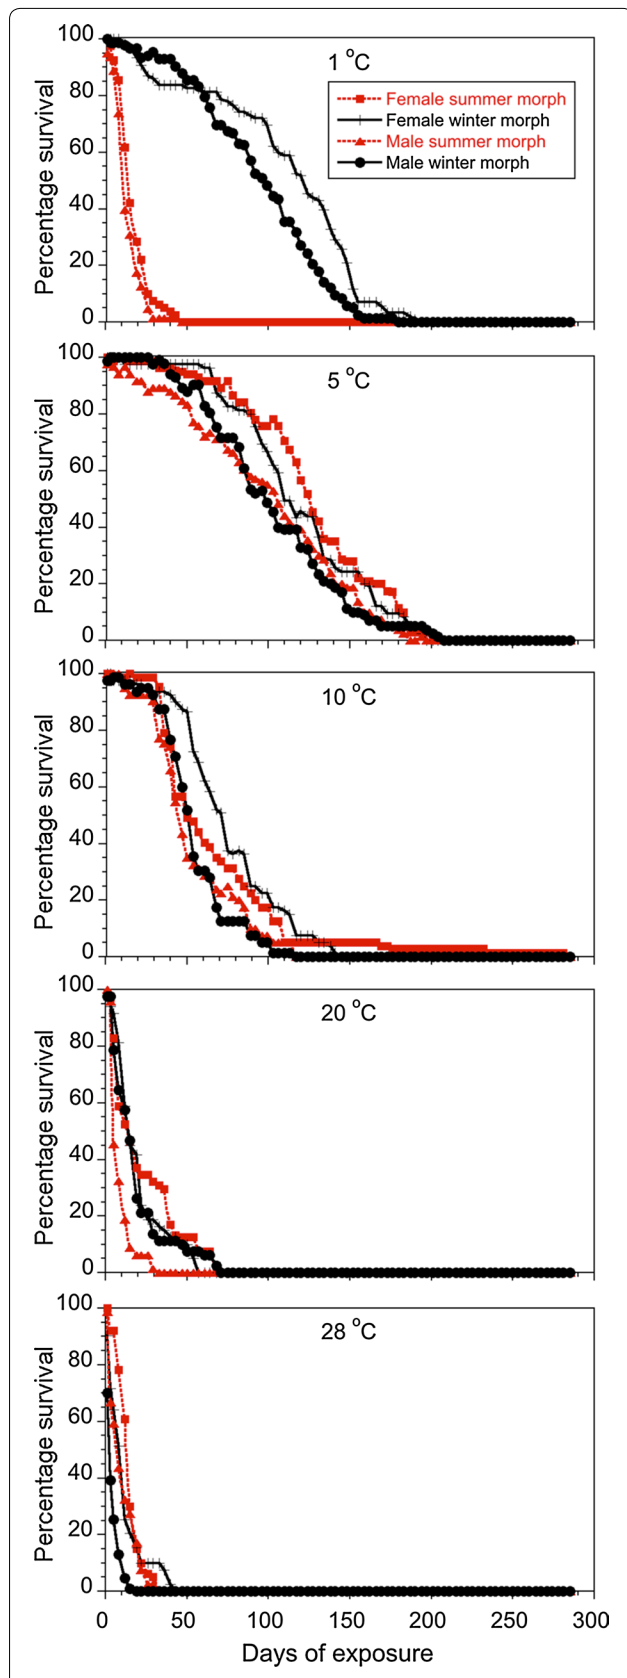 100
80
60
40
20
0
Percentage survival
1 °C
Female summer morph
Female winter morph
Male summer morph
Male winter morph
100
80
60
40
20
0
Percentage survival
5 °C
100
80
60
40
20
0
Percentage survival
10 °C
100
80
60
40
20
0
Percentage survival
20 °C
100
80
60
40
20
0
Percentage survival
28 °C
0 50 100 150 200 250 300
Days of exposure